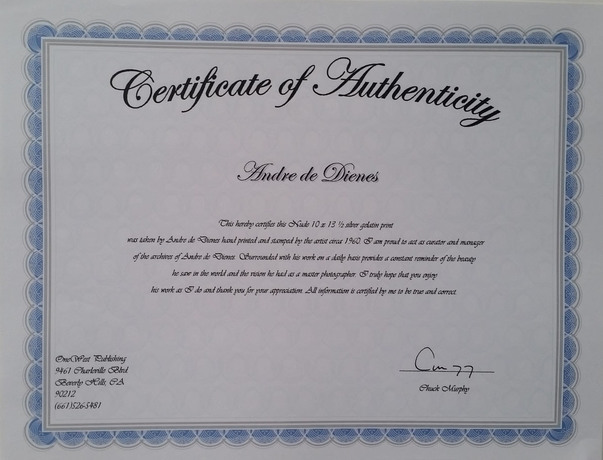 Certificate of Authenticity
Andre de Dienes
This hereby certifies this Nude 10 x 13 ½ silver gelatin print
was taken by Andre de Dienes hand printed and stamped by the artist circa 1960. I am proud to act as curator and manager
of the archives of Andre de Dienes. Surrounded with his work on a daily basis provides a constant reminder of the beauty
he saw in the world and the vision he had as a master photographer. I truly hope that you enjoy
his work as I do and thank you for your appreciation. All information is certified by me to be true and correct.
OneWest Publishing
9461 Charleville Blvd
Beverly Hills, CA
90212
(661)526-5481
Chuck Murphy